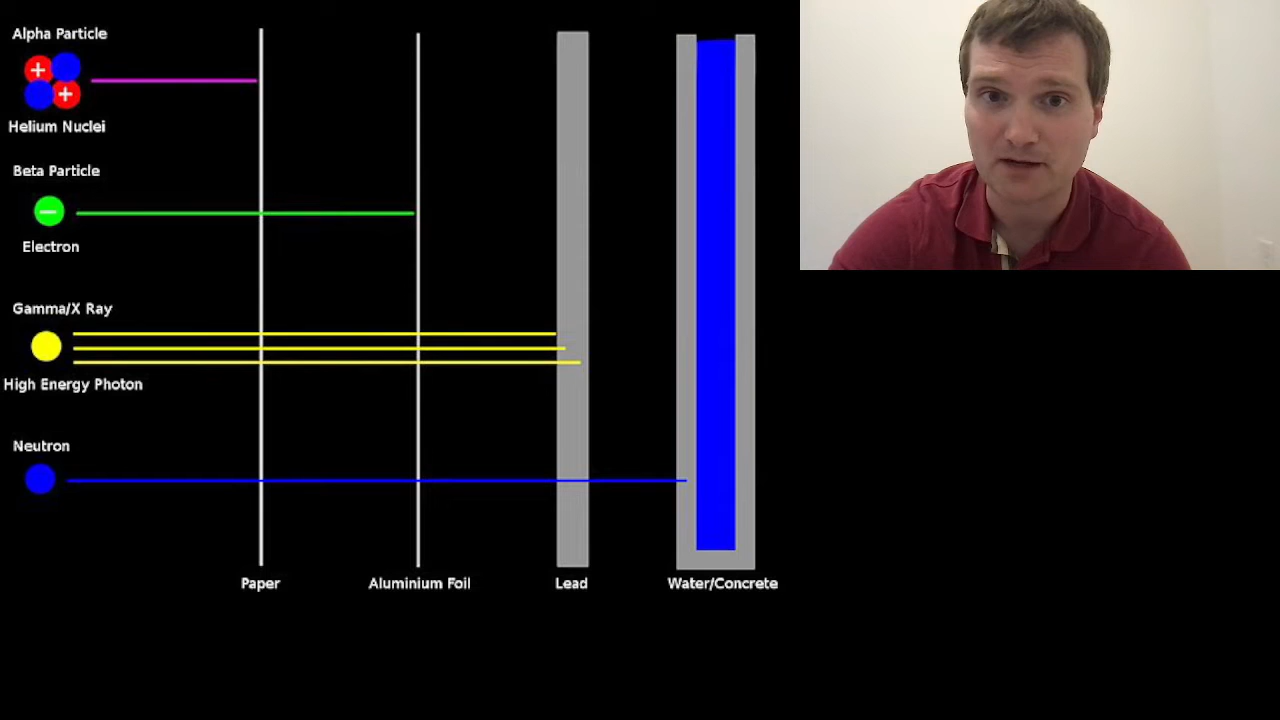 Alpha Particle
+
+
Helium Nuclei
Beta Particle
−
Electron
Gamma/X Ray
High Energy Photon
Neutron
Paper
Aluminium Foil
Lead
Water/Concrete